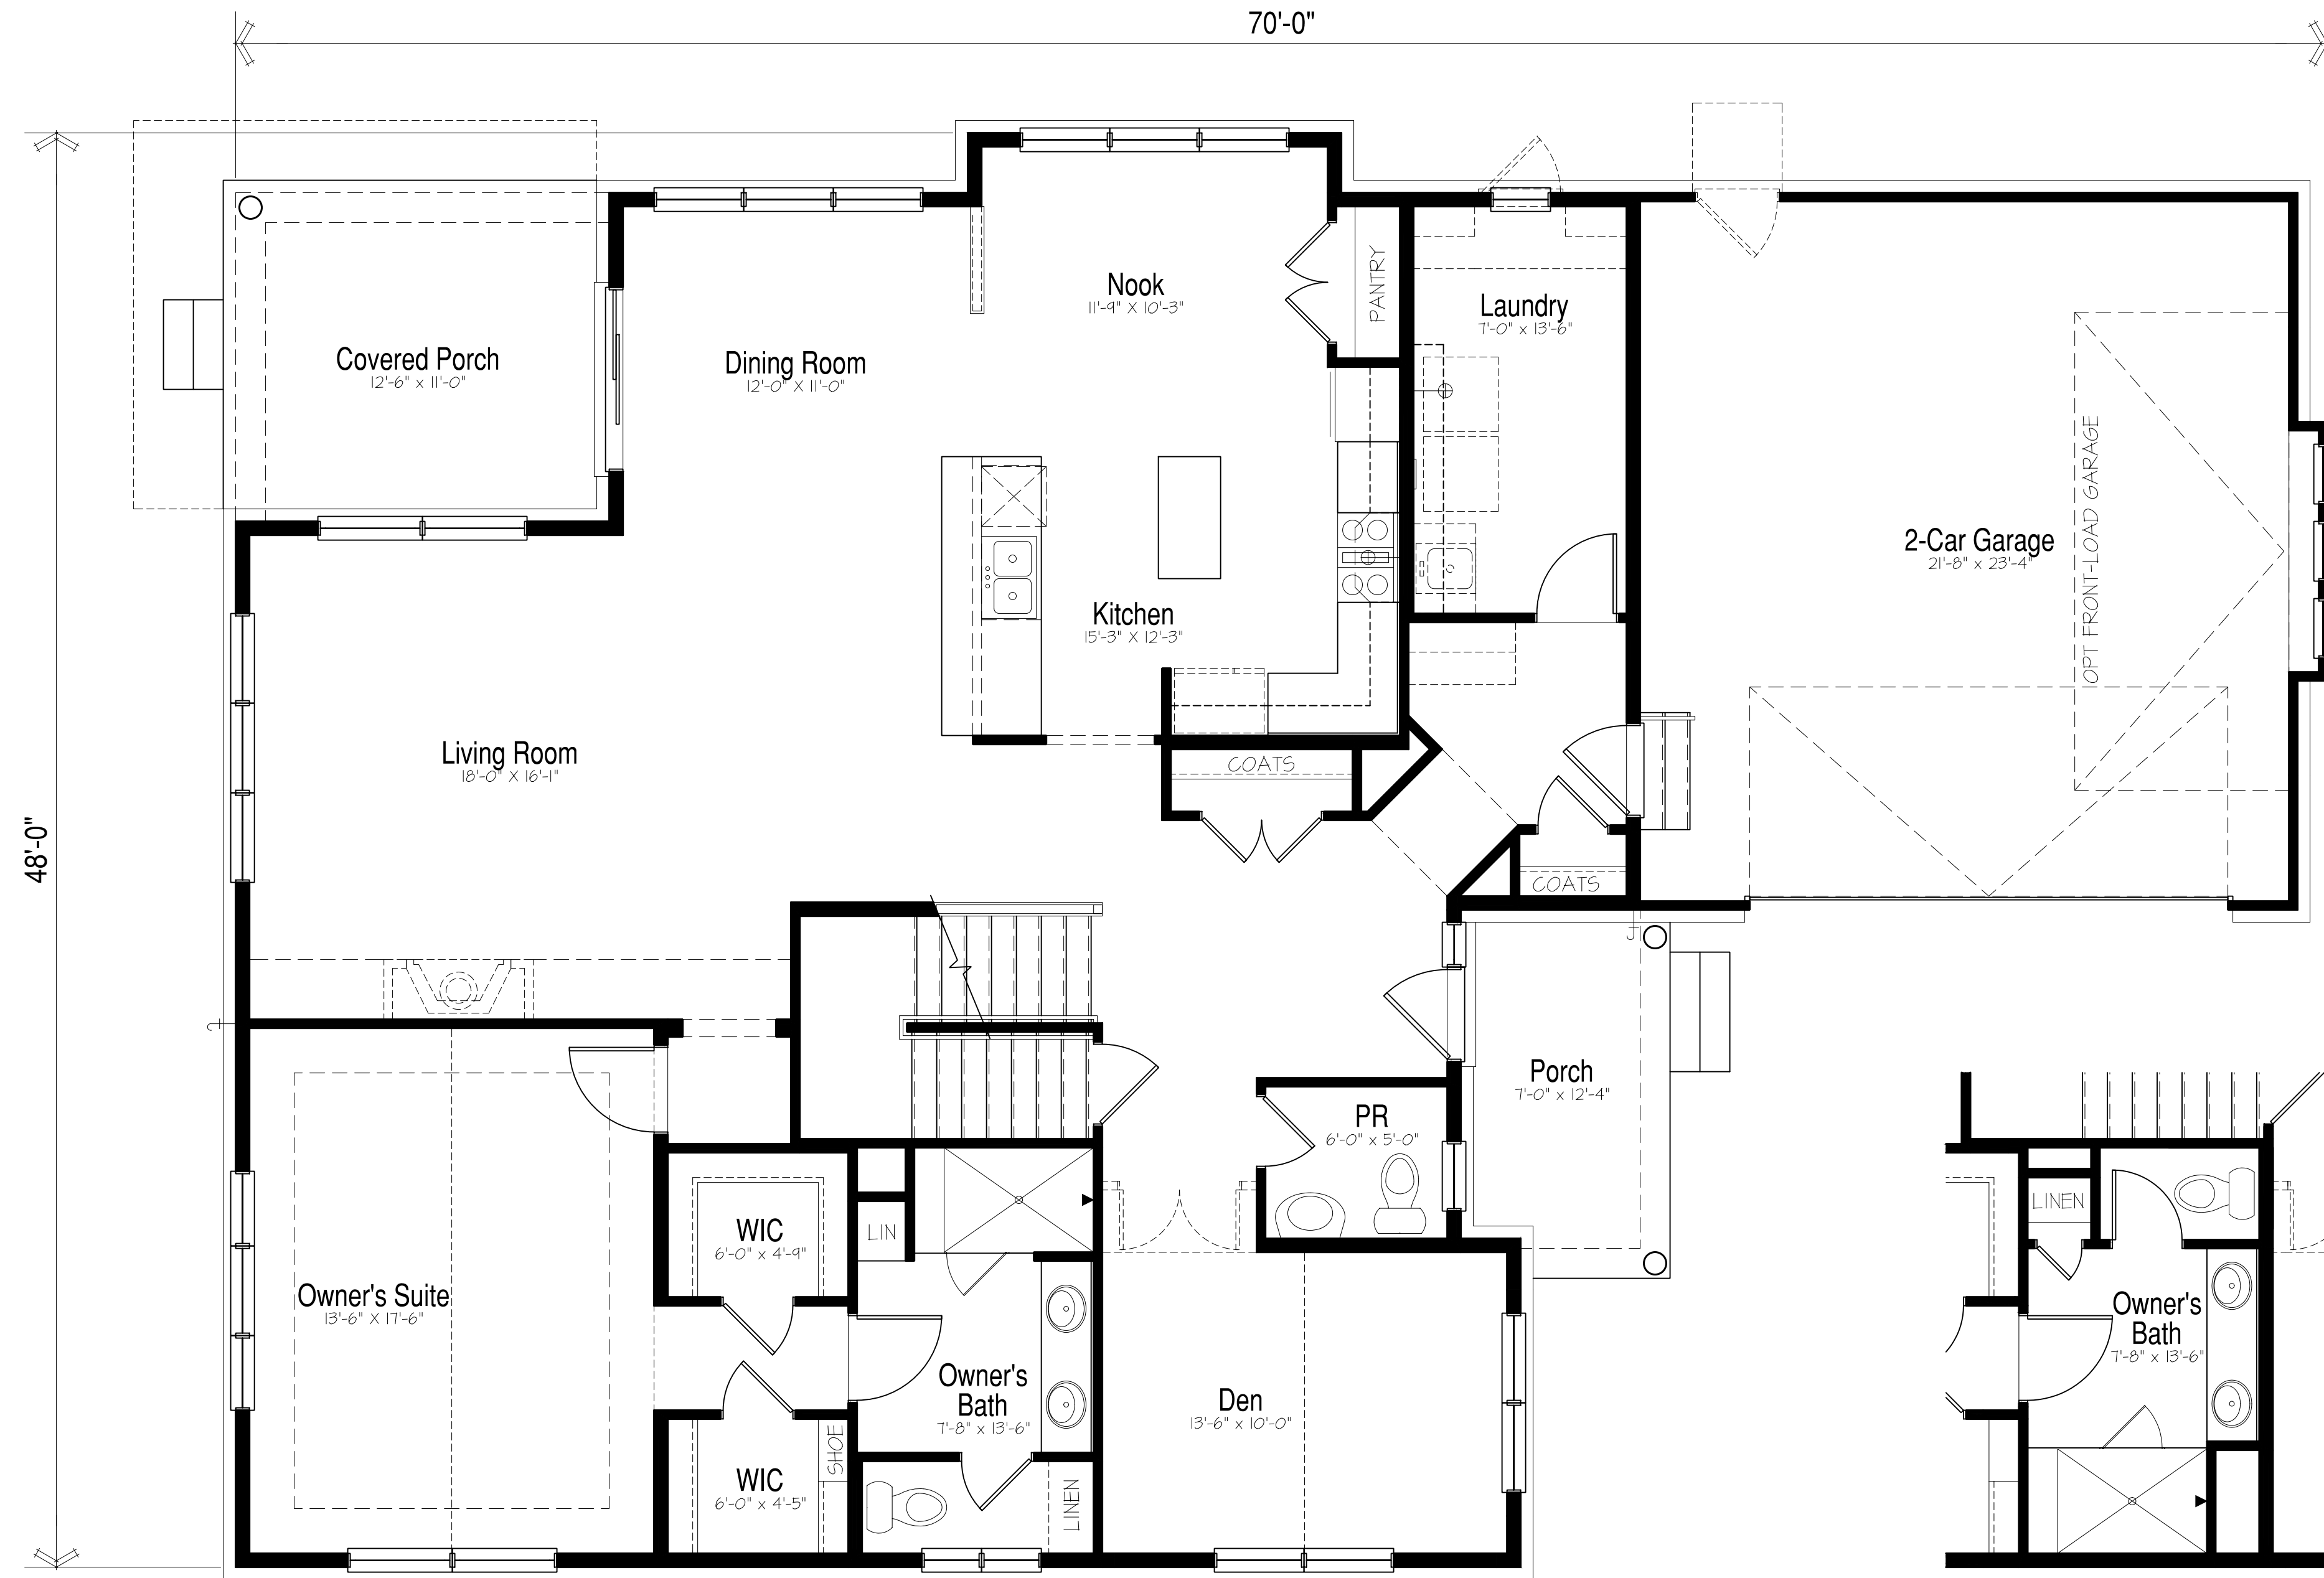 70'-0"
48'-0"
Nook
11'-9" X 10'-3"
PANTRY
Laundry
7'-0" x 13'-6"
Covered Porch
12'-6" x 11'-0"
Dining Room
12'-0" X 11'-0"
2-Car Garage
21'-8" x 23'-4"
OPT FRONT-LOAD GARAGE
Kitchen
15'-3" X 12'-3"
Living Room
18'-0" X 16'-1"
COATS
COATS
Porch
7'-0" x 12'-4"
PR
6'-0" x 5'-0"
WIC
6'-0" x 4'-9"
LIN
LINEN
Owner's Suite
13'-6" X 17'-6"
Owner's
Bath
7'-8" x 13'-6"
Owner's
Bath
7'-8" x 13'-6"
Den
13'-6" x 10'-0"
SHOE
WIC
6'-0" x 4'-5"
LINEN